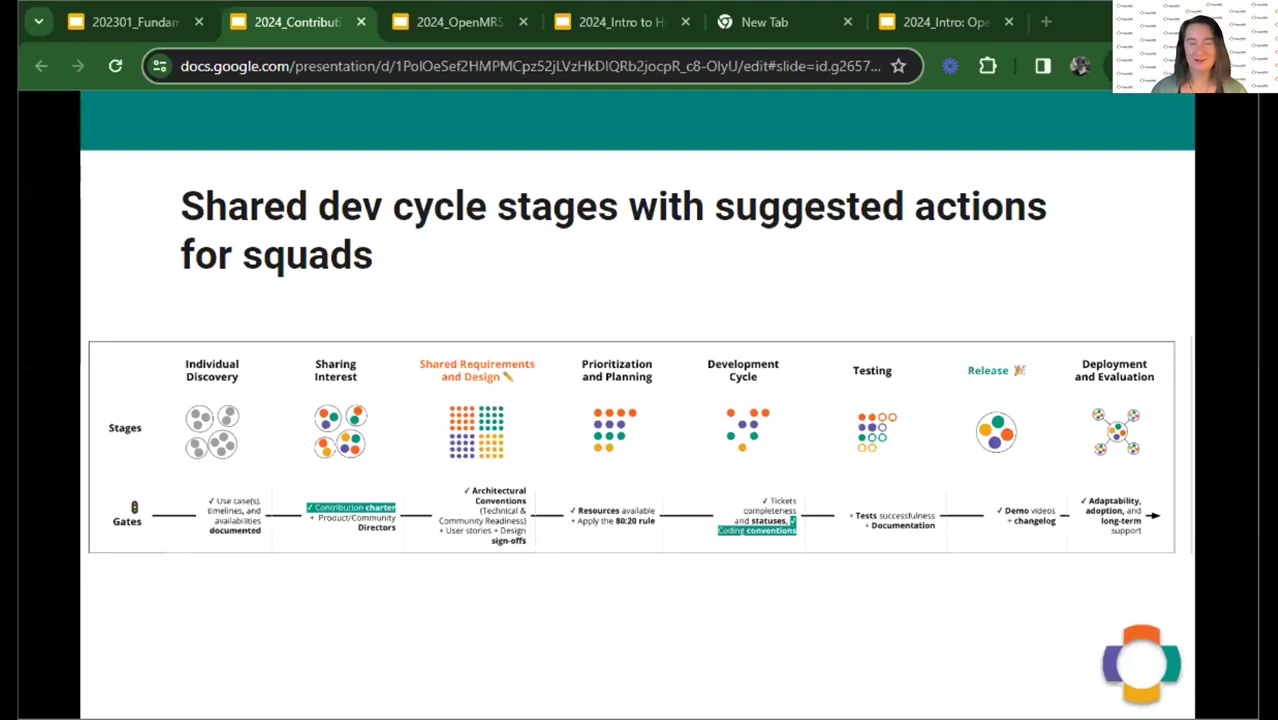 202301_Fundam
2024_Contributi
2024_OpenMRS
2024_Intro to H
New Tab
2024_Intro: Ope
docs.google.com/presentation/d/1PolOeSef2HMPMCpz52jLVzHkDlQRb2jocpR_c8-OlyU/edit#slide=id.g2657...
Shared dev cycle stages with suggested actions
for squads
Individual
Discovery
Sharing
Interest
Shared Requirements
and Design ✏️
Prioritization
and Planning
Development
Cycle
Testing
Release 🎉
Deployment
and Evaluation
Stages
🚦
Gates
✓ Use case(s),
timelines, and
availabilities
documented
✓ Contribution charter
+ Product/Community
Directors
✓ Architectural
Conventions
(Technical &
Community Readiness)
+ User stories + Design
sign-offs
✓ Resources available
+ Apply the 80:20 rule
✓ Tickets
completeness
and statuses, ✓
Coding conventions
+ Tests successfulness
+ Documentation
✓ Demo videos
+ changelog
✓ Adaptability,
adoption, and
long-term
support